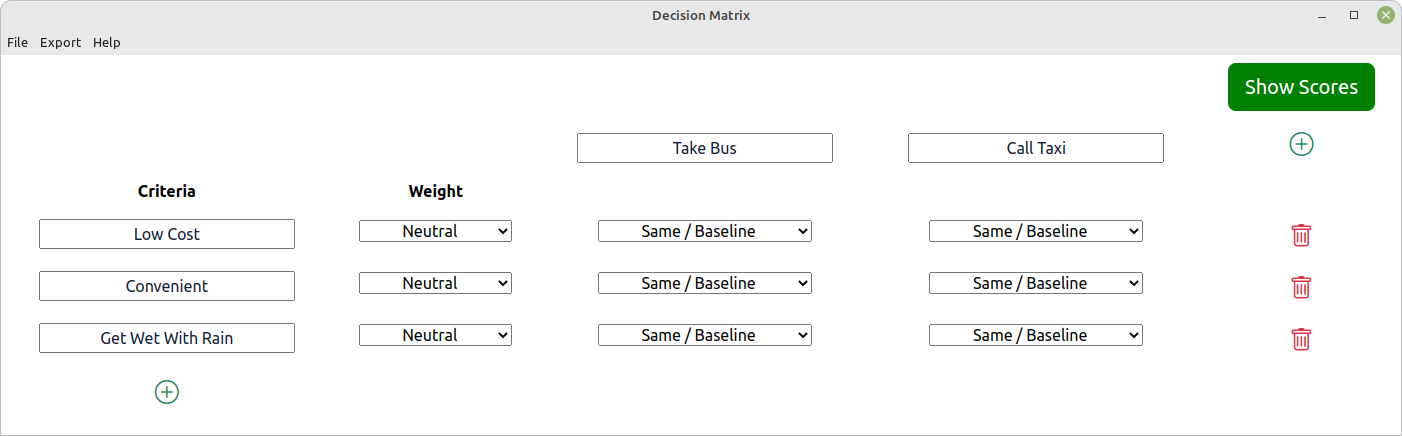 Decision Matrix
File Export Help
Show Scores
Take Bus Call Taxi
Criteria Weight
Low Cost Neutral Same / Baseline Same / Baseline
Convenient Neutral Same / Baseline Same / Baseline
Get Wet With Rain Neutral Same / Baseline Same / Baseline